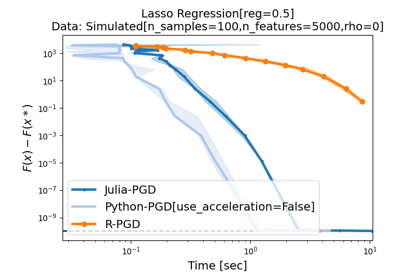 Lasso Regression[reg=0.5]
Data: Simulated[n_samples=100,n_features=5000,rho=0]
F(x) − F(x*)
10³
10¹
10⁻¹
10⁻³
10⁻⁵
10⁻⁷
10⁻⁹
Julia-PGD
Python-PGD[use_acceleration=False]
R-PGD
10⁻¹
10⁰
10¹
Time [sec]